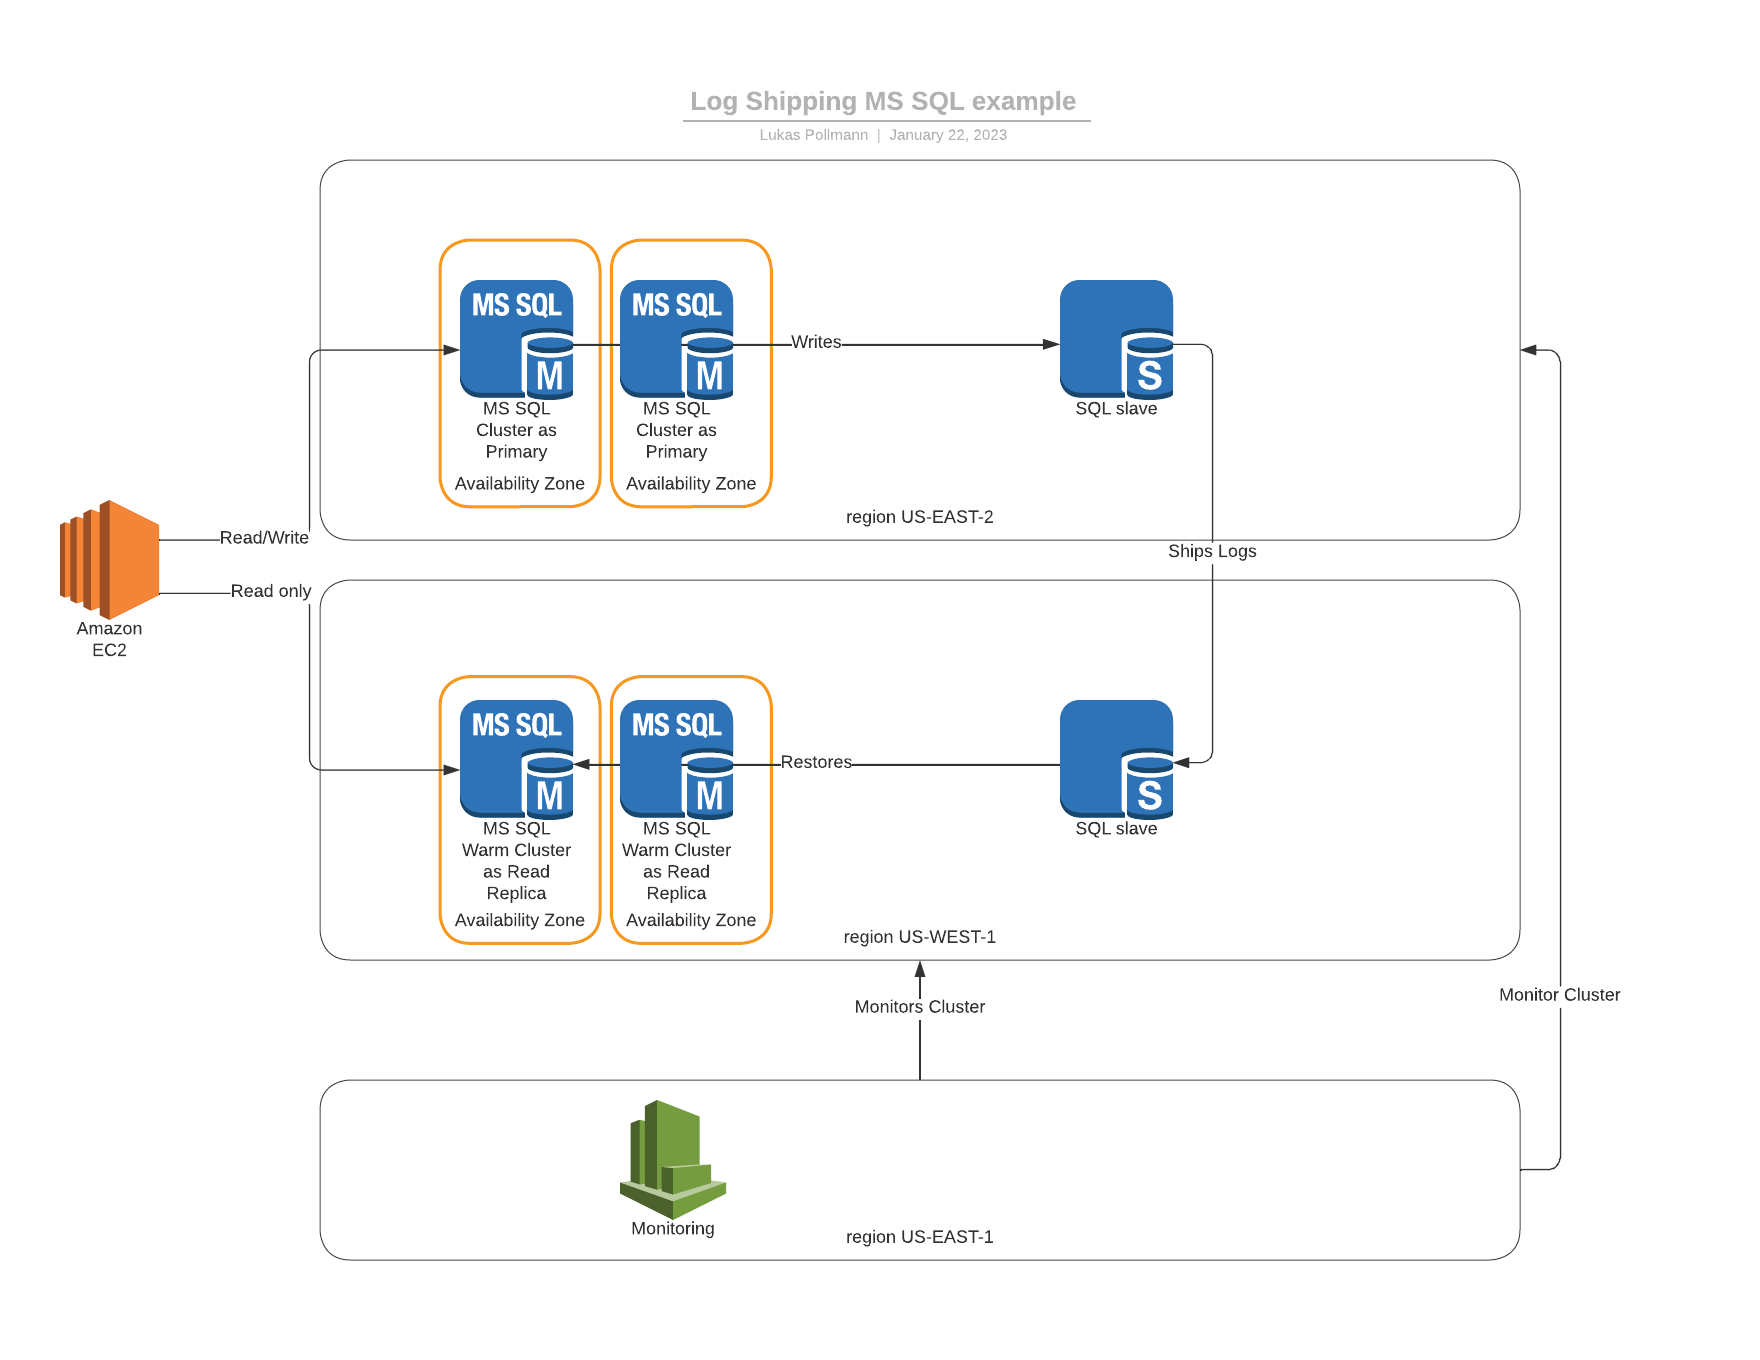 Log Shipping MS SQL example
Lukas Pollmann | January 22, 2023
MS SQL
M
MS SQL
Cluster as
Primary
Availability Zone
MS SQL
M
MS SQL
Cluster as
Primary
Availability Zone
Writes
S
SQL slave
region US-EAST-2
Read/Write
Read only
Amazon
EC2
Ships Logs
MS SQL
M
MS SQL
Warm Cluster
as Read
Replica
Availability Zone
MS SQL
M
MS SQL
Warm Cluster
as Read
Replica
Availability Zone
Restores
S
SQL slave
region US-WEST-1
Monitors Cluster
Monitor Cluster
Monitoring
region US-EAST-1